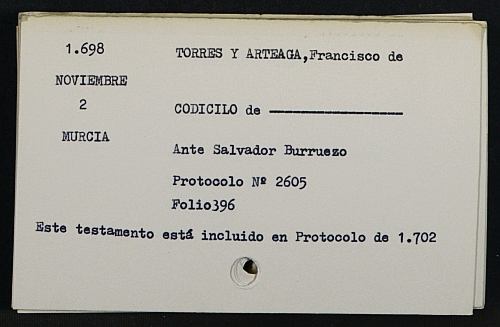 1.698 TORRES Y ARTEAGA,Francisco de
NOVIEMBRE
2 CODICILO de ————————
MURCIA
Ante Salvador Burruezo
Protocolo Nº 2605
Folio396
Este testamento está incluido en Protocolo de 1.702